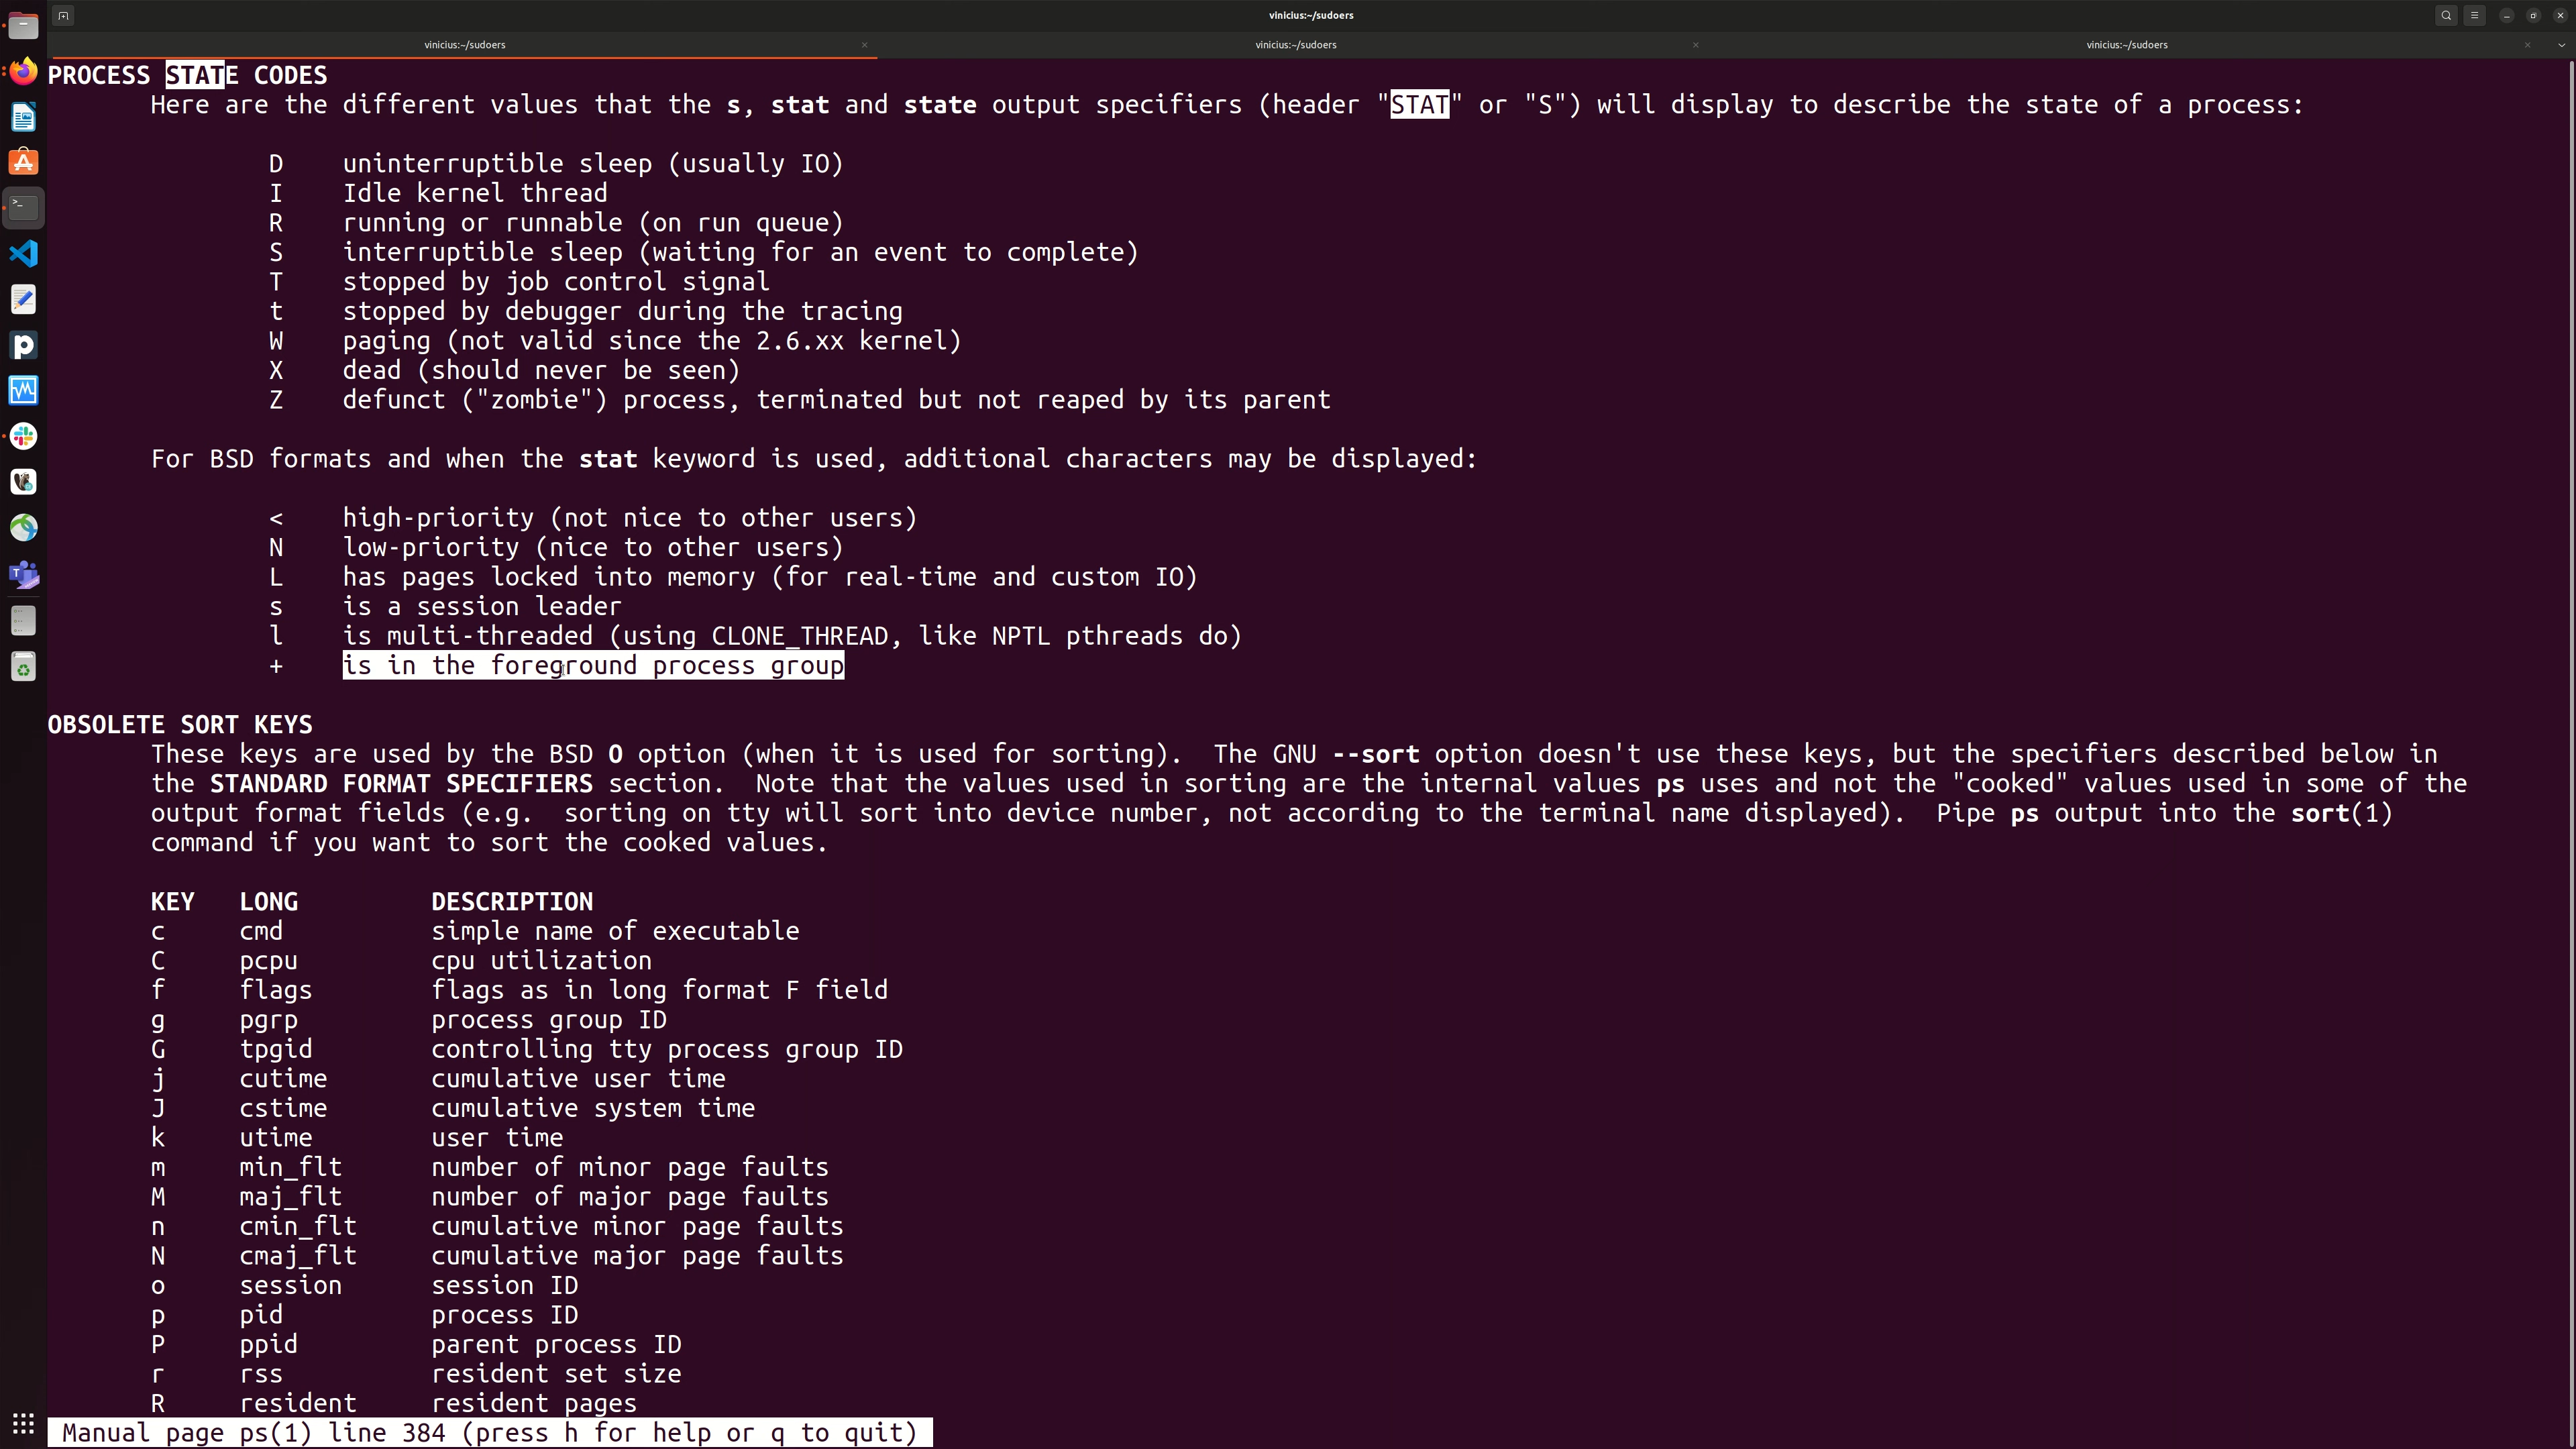 vinicius:~/sudoers
vinicius:~/sudoers
vinicius:~/sudoers
vinicius:~/sudoers
PROCESS STATE CODES
Here are the different values that the s, stat and state output specifiers (header "STAT" or "S") will display to describe the state of a process:
D uninterruptible sleep (usually IO)
I Idle kernel thread
R running or runnable (on run queue)
S interruptible sleep (waiting for an event to complete)
T stopped by job control signal
t stopped by debugger during the tracing
W paging (not valid since the 2.6.xx kernel)
X dead (should never be seen)
Z defunct ("zombie") process, terminated but not reaped by its parent
For BSD formats and when the stat keyword is used, additional characters may be displayed:
< high-priority (not nice to other users)
N low-priority (nice to other users)
L has pages locked into memory (for real-time and custom IO)
s is a session leader
l is multi-threaded (using CLONE_THREAD, like NPTL pthreads do)
+ is in the foreground process group
OBSOLETE SORT KEYS
These keys are used by the BSD O option (when it is used for sorting).  The GNU --sort option doesn't use these keys, but the specifiers described below in
the STANDARD FORMAT SPECIFIERS section.  Note that the values used in sorting are the internal values ps uses and not the "cooked" values used in some of the
output format fields (e.g.  sorting on tty will sort into device number, not according to the terminal name displayed).  Pipe ps output into the sort(1)
command if you want to sort the cooked values.
KEY LONG DESCRIPTION
c cmd simple name of executable
C pcpu cpu utilization
f flags flags as in long format F field
g pgrp process group ID
G tpgid controlling tty process group ID
j cutime cumulative user time
J cstime cumulative system time
k utime user time
m min_flt number of minor page faults
M maj_flt number of major page faults
n cmin_flt cumulative minor page faults
N cmaj_flt cumulative major page faults
o session session ID
p pid process ID
P ppid parent process ID
r rss resident set size
R resident resident pages
Manual page ps(1) line 384 (press h for help or q to quit)